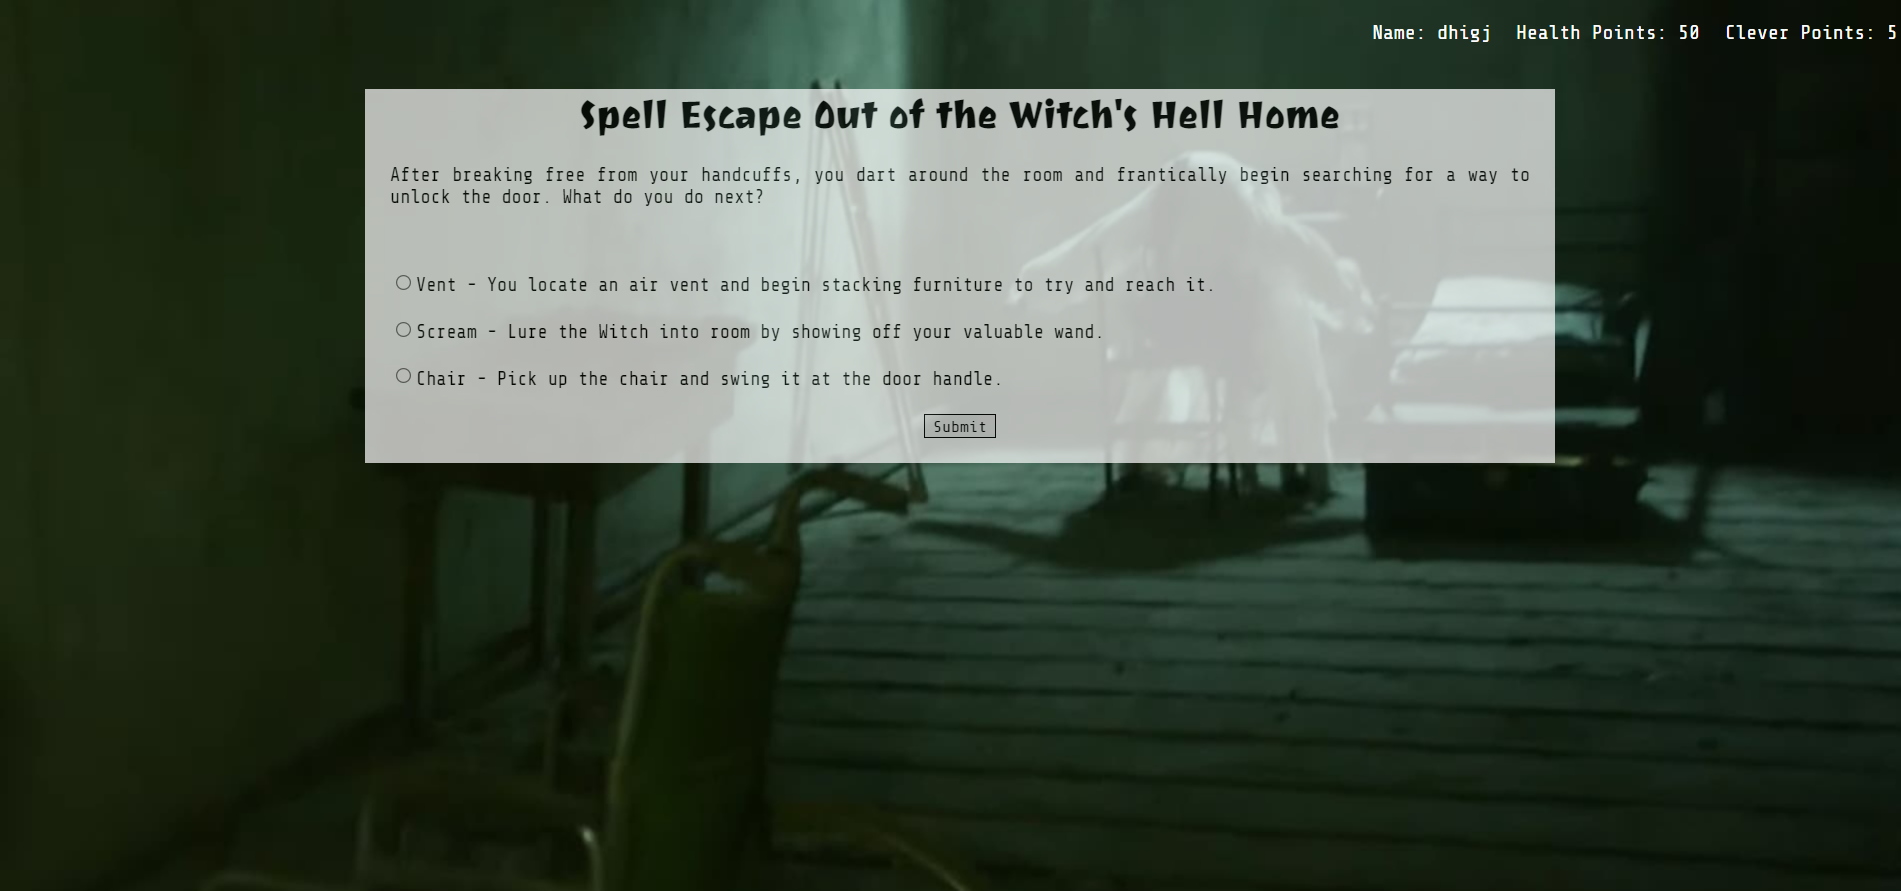 Name: dhigj Health Points: 50 Clever Points: 5
Spell Escape Out of the Witch's Hell Home
After breaking free from your handcuffs, you dart around the room and frantically begin searching for a way to
unlock the door. What do you do next?
Vent - You locate an air vent and begin stacking furniture to try and reach it.
Scream - Lure the Witch into room by showing off your valuable wand.
Chair - Pick up the chair and swing it at the door handle.
Submit